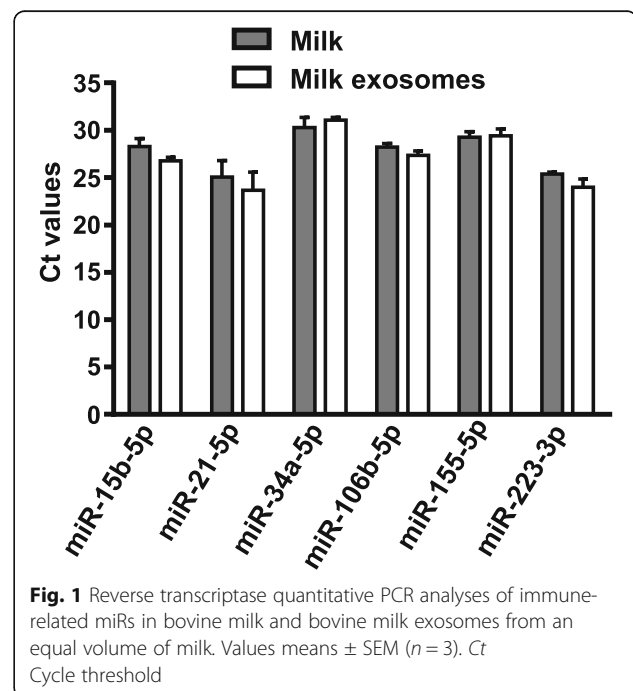 Milk
Milk exosomes
35
30
25
20
15
10
5
0
Ct values
miR-15b-5p
miR-21-5p
miR-34a-5p
miR-106b-5p
miR-155-5p
miR-223-3p
Fig. 1 Reverse transcriptase quantitative PCR analyses of immune-
related miRs in bovine milk and bovine milk exosomes from an
equal volume of milk. Values means ± SEM (n = 3). Ct
Cycle threshold